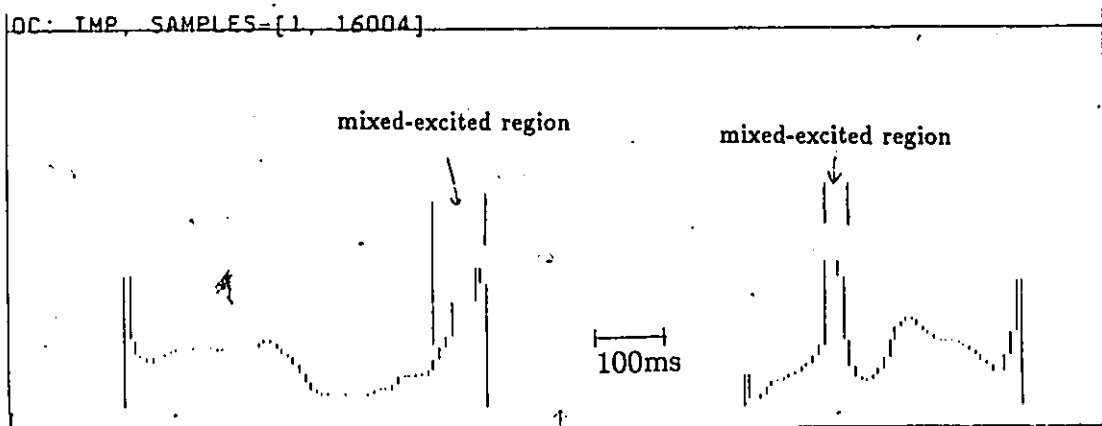 OC: IMP, SAMPLES=[1, 16004]
mixed-excited region
mixed-excited region
100ms